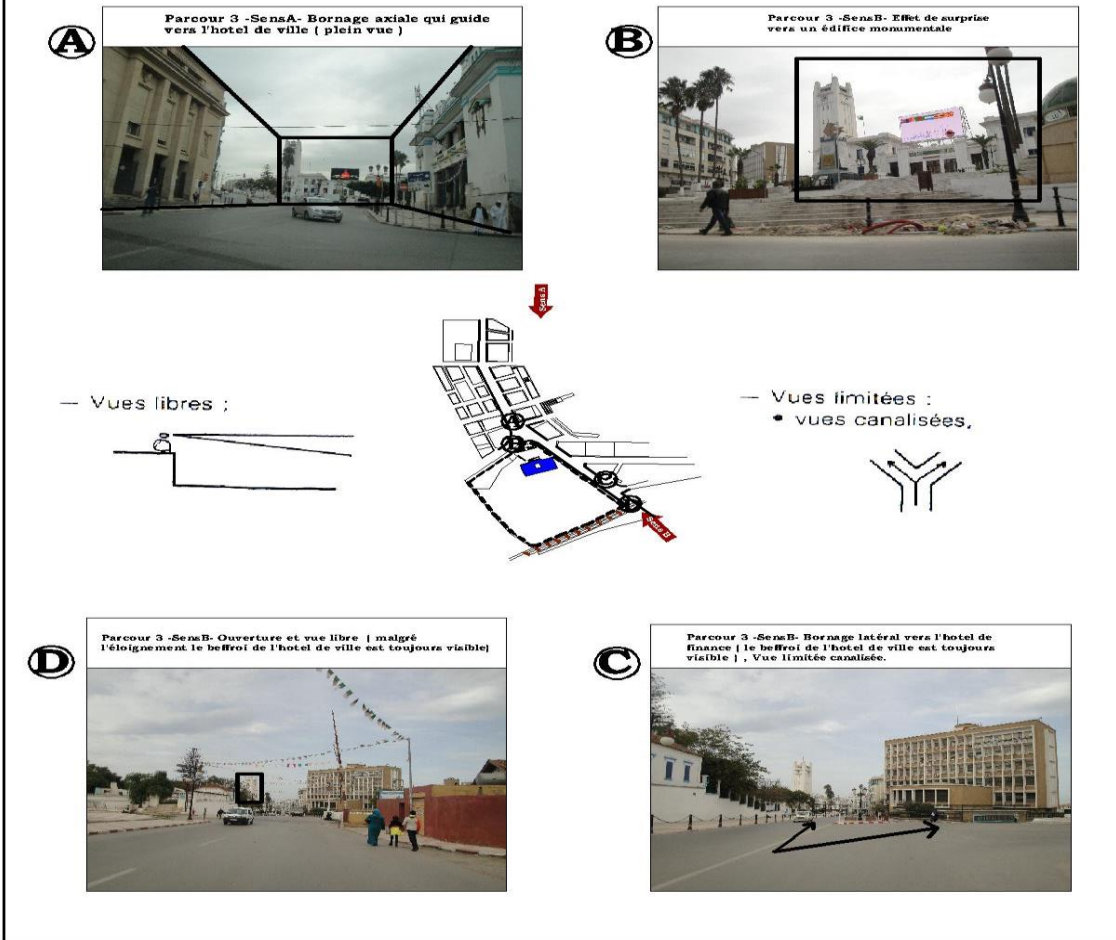 A
Parcour 3 -SensA- Bornage axiale qui guide
vers l'hotel de ville ( plein vue )
B
Parcour 3 -SensB- Effet de surprise
vers un édifice monumentale
Sens A
— Vues libres :
A
B
C
D
Sens B
— Vues limitées :
• vues canalisées,
D
Parcour 3 -SensB- Ouverture et vue libre ( malgré
l'éloignement le beffroi de l'hotel de ville est toujours visible)
C
Parcour 3 -SensB- Bornage latéral vers l'hotel de
finance ( le beffroi de l'hotel de ville est toujours
visible ) , Vue limitée canalisée.